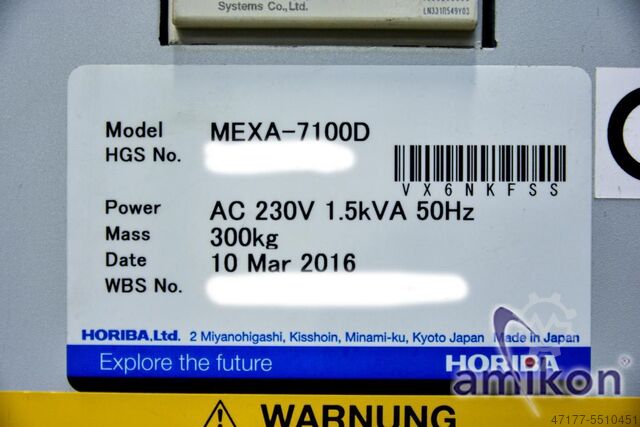 Systems Co.,Ltd.
LN331R549Y03
Model MEXA-7100D
HGS No.
VX6NKFSS
Power AC 230V 1.5kVA 50Hz
Mass 300kg
Date 10 Mar 2016
WBS No.
HORIBA,Ltd. 2 Miyanohigashi, Kisshoin, Minami-ku, Kyoto Japan Made in Japan
Explore the future HORIBA
amikon
WARNUNG
47177-5510451